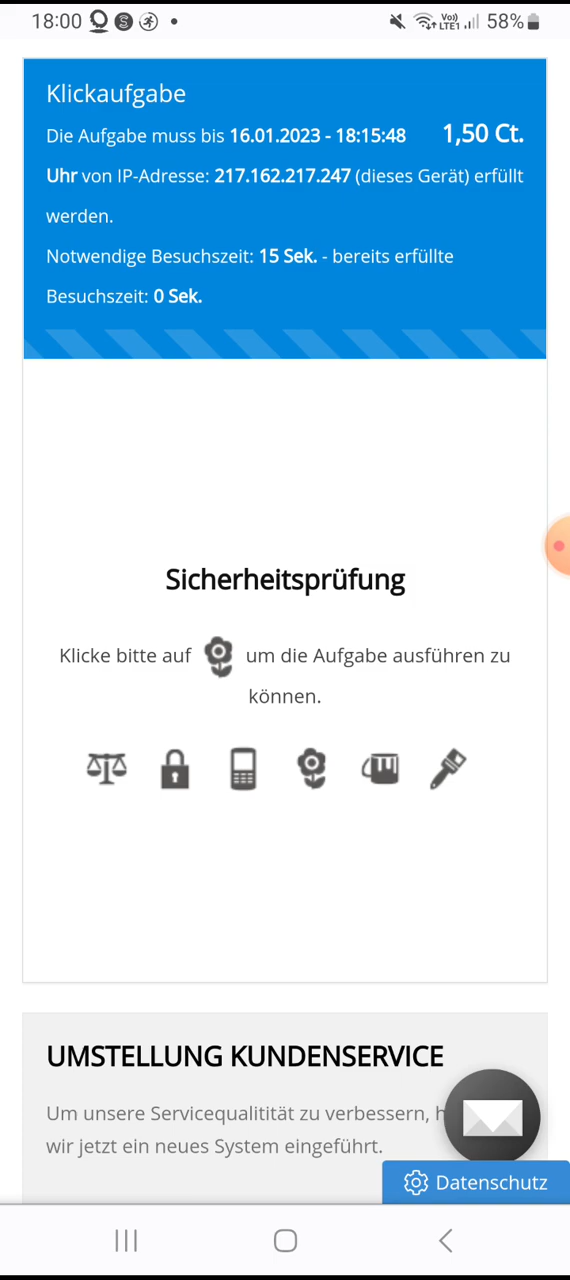 18:00 58%
Vo))
LTE1
Klickaufgabe
Die Aufgabe muss bis 16.01.2023 - 18:15:48 1,50 Ct.
Uhr von IP-Adresse: 217.162.217.247 (dieses Gerät) erfüllt
werden.
Notwendige Besuchszeit: 15 Sek. - bereits erfüllte
Besuchszeit: 0 Sek.
Sicherheitsprüfung
Klicke bitte auf um die Aufgabe ausführen zu
können.
UMSTELLUNG KUNDENSERVICE
Um unsere Servicequalitität zu verbessern, h
wir jetzt ein neues System eingeführt.
Datenschutz